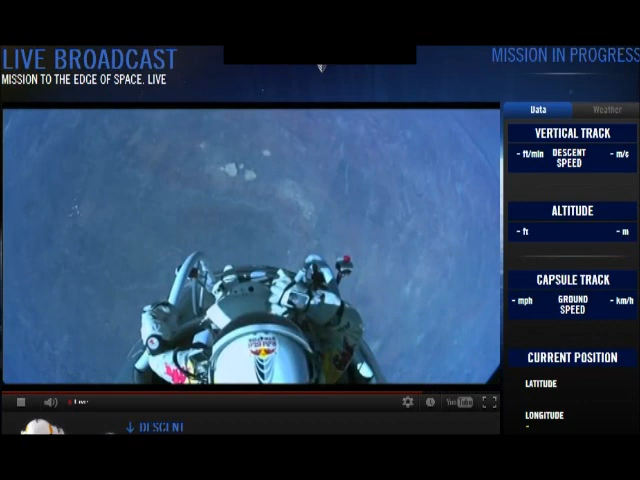 LIVE BROADCAST
MISSION TO THE EDGE OF SPACE. LIVE
MISSION IN PROGRESS
Data
Weather
VERTICAL TRACK
- ft/min DESCENT SPEED - m/s
ALTITUDE
- ft - m
CAPSULE TRACK
- mph GROUND SPEED - km/h
CURRENT POSITION
LATITUDE
LONGITUDE
-
Live
YouTube
DESCENT